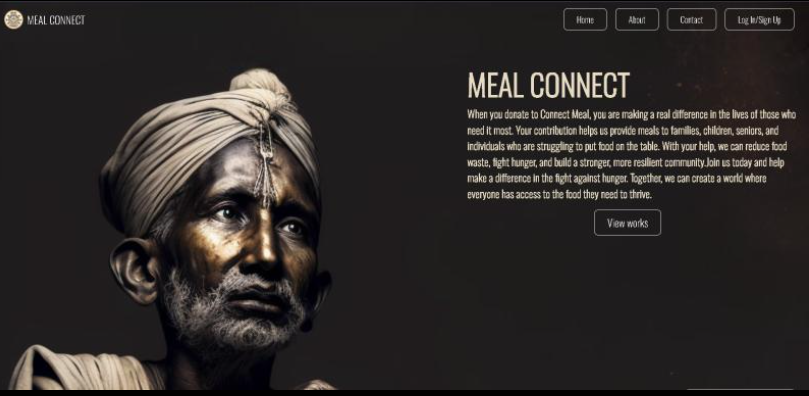 MEAL CONNECT
Home
About
Contact
Log In/Sign Up
MEAL CONNECT
When you donate to Connect Meal, you are making a real difference in the lives of those who
need it most. Your contribution helps us provide meals to families, children, seniors, and
individuals who are struggling to put food on the table. With your help, we can reduce food
waste, fight hunger, and build a stronger, more resilient community.Join us today and help
make a difference in the fight against hunger. Together, we can create a world where
everyone has access to the food they need to thrive.
View works